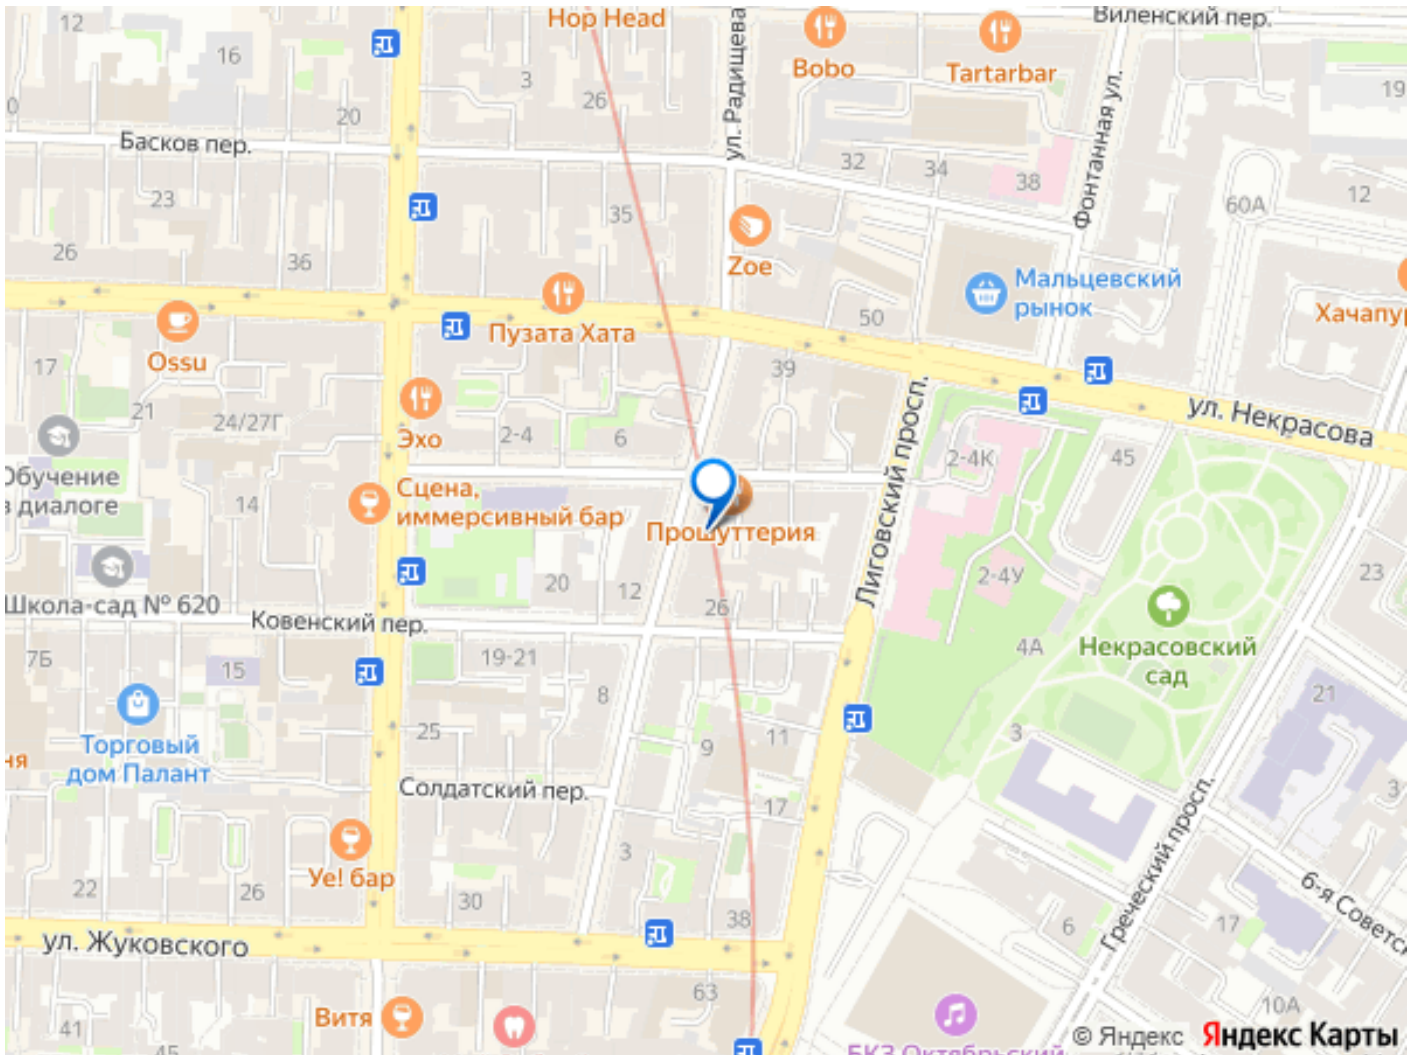 Hop Head
ул. Радищева
Виленский пер.
12
16
3
26
Bobo
Tartarbar
19
20
Басков пер.
Фонтанная ул.
32
34
38
60А
12
23
35
26
36
Zoe
Мальцевский
рынок
Пузата Хата
50
Хачапу
Ossu
17
21
24/27Г
Эхо
2-4
6
39
ул. Некрасова
Обучение
в диалоге
14
Сцена,
иммерсивный бар
Прошуттерия
Лиговский просп.
2-4К
45
2-4У
23
Школа-сад № 620
20
12
26
Ковенский пер.
4А
Некрасовский
сад
7Б
15
19-21
8
21
Торговый
дом Палант
ня
25
9
11
3
Солдатский пер.
17
3
Греческий просп.
Уе! бар
22
26
30
3
38
6
17
6-я Советс
ул. Жуковского
63
10А
Витя
41
45
БКЗ Октябрьский
© Яндекс
Яндекс Карты